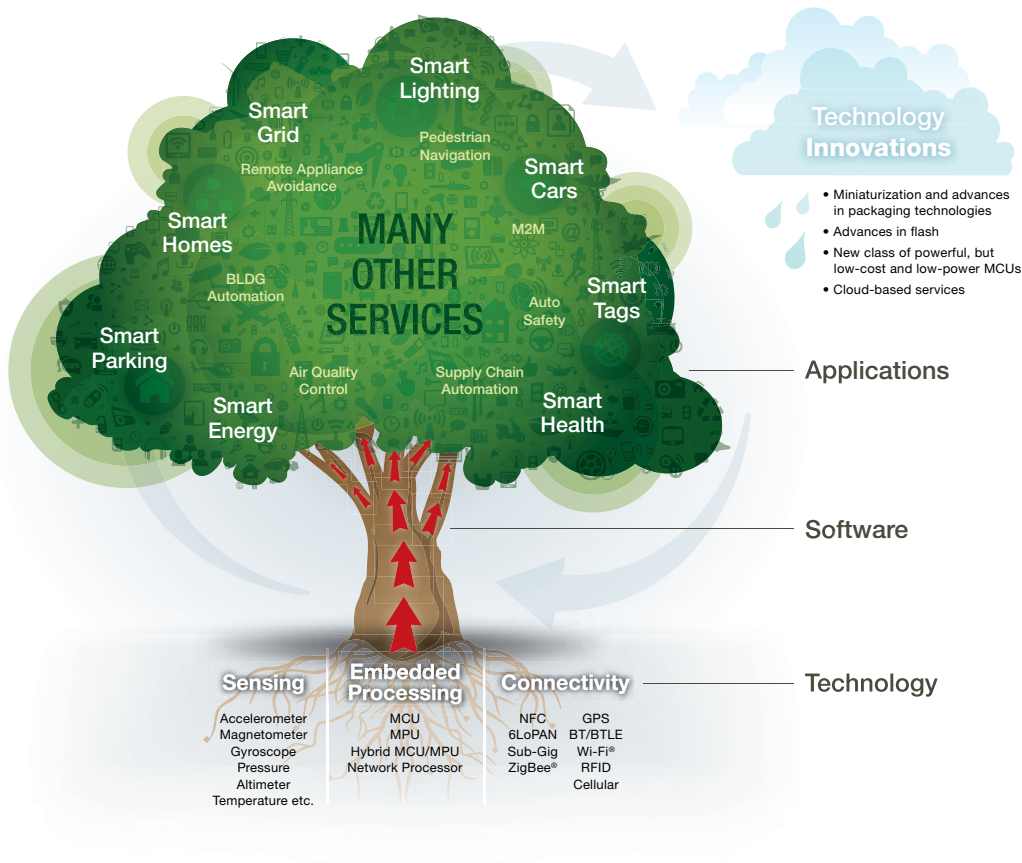 Smart
Lighting
Smart
Grid
Pedestrian
Navigation
Remote Appliance
Avoidance
Smart
Cars
Smart
Homes
MANY
OTHER
SERVICES
M2M
BLDG
Automation
Smart
Tags
Auto
Safety
Smart
Parking
Air Quality
Control
Supply Chain
Automation
Smart
Energy
Smart
Health
Technology
Innovations
• Miniaturization and advances
in packaging technologies
• Advances in flash
• New class of powerful, but
low-cost and low-power MCUs
• Cloud-based services
Applications
Software
Technology
Sensing
Accelerometer
Magnetometer
Gyroscope
Pressure
Altimeter
Temperature etc.
Embedded
Processing
MCU
MPU
Hybrid MCU/MPU
Network Processor
Connectivity
NFC
6LoPAN
Sub-Gig
ZigBee®
GPS
BT/BTLE
Wi-Fi®
RFID
Cellular